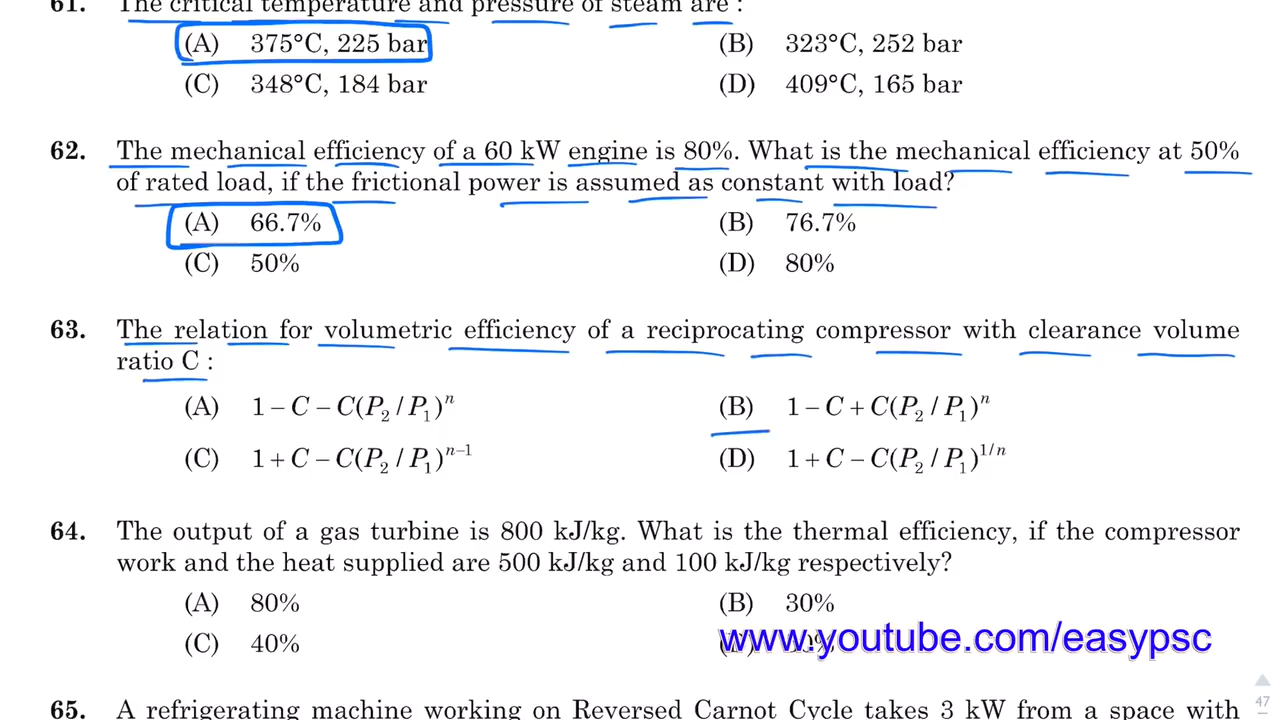 61. The critical temperature and pressure of steam are :
(A) 375°C, 225 bar (B) 323°C, 252 bar
(C) 348°C, 184 bar (D) 409°C, 165 bar
62. The mechanical efficiency of a 60 kW engine is 80%. What is the mechanical efficiency at 50%
of rated load, if the frictional power is assumed as constant with load?
(A) 66.7% (B) 76.7%
(C) 50% (D) 80%
63. The relation for volumetric efficiency of a reciprocating compressor with clearance volume
ratio C :
(A) 1 – C – C(P₂ / P₁)ⁿ (B) 1 – C + C(P₂ / P₁)ⁿ
(C) 1 + C – C(P₂ / P₁)ⁿ⁻¹ (D) 1 + C – C(P₂ / P₁)¹/ⁿ
64. The output of a gas turbine is 800 kJ/kg. What is the thermal efficiency, if the compressor
work and the heat supplied are 500 kJ/kg and 100 kJ/kg respectively?
(A) 80% (B) 30%
(C) 40%
www.youtube.com/easypsc
65. A refrigerating machine working on Reversed Carnot Cycle takes 3 kW from a space with
47